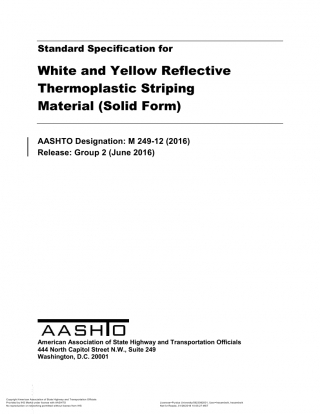 Standard Specification for
White and Yellow Reflective
Thermoplastic Striping
Material (Solid Form)
AASHTO Designation: M 249-12 (2016)
Release: Group 2 (June 2016)
AASHTO
American Association of State Highway and Transportation Officials
444 North Capitol Street N.W., Suite 249
Washington, D.C. 20001